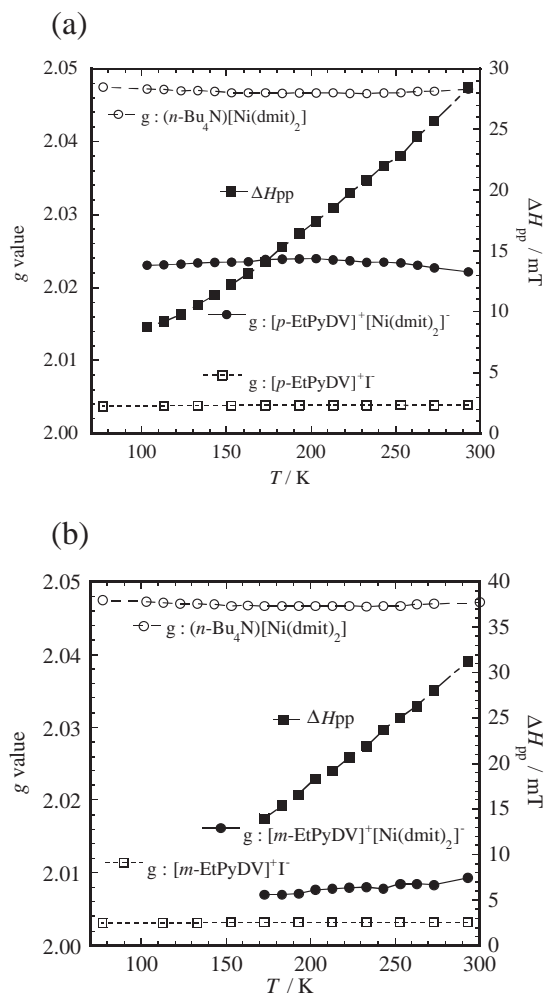 (a)
2.05
2.04
2.03
2.02
2.01
2.00
g value
30
25
20
15
10
5
0
ΔHpp / mT
g : (n-Bu4N)[Ni(dmit)2]
ΔHpp
g : [p-EtPyDV]+[Ni(dmit)2]-
g : [p-EtPyDV]+I-
100 150 200 250 300
T / K
(b)
2.05
2.04
2.03
2.02
2.01
2.00
g value
40
35
30
25
20
15
10
5
0
ΔHpp / mT
g : (n-Bu4N)[Ni(dmit)2]
ΔHpp
g : [m-EtPyDV]+[Ni(dmit)2]-
g : [m-EtPyDV]+I-
100 150 200 250 300
T / K